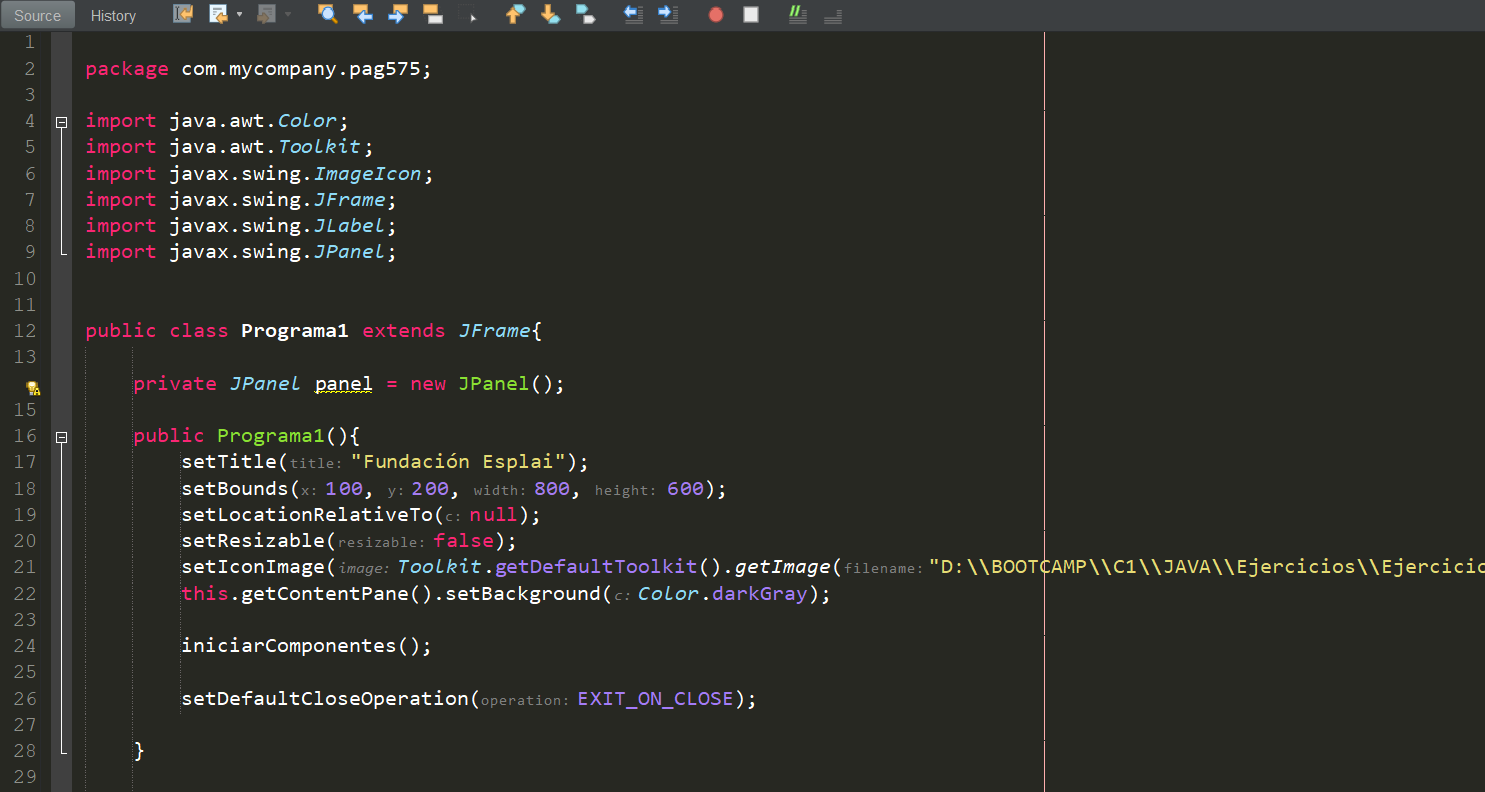 Source History
1
2 package com.mycompany.pag575;
3
4 import java.awt.Color;
5 import java.awt.Toolkit;
6 import javax.swing.ImageIcon;
7 import javax.swing.JFrame;
8 import javax.swing.JLabel;
9 import javax.swing.JPanel;
10
11
12 public class Programa1 extends JFrame{
13
private JPanel panel = new JPanel();
15
16 public Programa1(){
17 setTitle(title: "Fundación Esplai");
18 setBounds(x: 100, y: 200, width: 800, height: 600);
19 setLocationRelativeTo(c: null);
20 setResizable(resizable: false);
21 setIconImage(image: Toolkit.getDefaultToolkit().getImage(filename: "D:\\BOOTCAMP\\C1\\JAVA\\Ejercicios\\Ejercicio
22 this.getContentPane().setBackground(c: Color.darkGray);
23
24 iniciarComponentes();
25
26 setDefaultCloseOperation(operation: EXIT_ON_CLOSE);
27
28 }
29